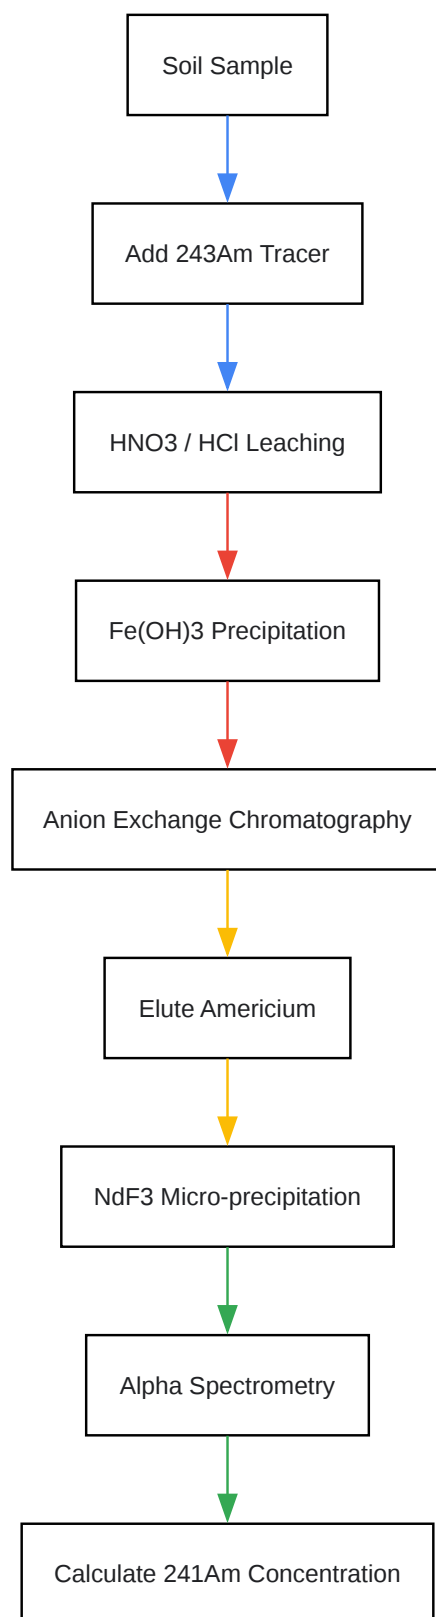 Soil Sample
Add 243Am Tracer
HNO3 / HCl Leaching
Fe(OH)3 Precipitation
Anion Exchange Chromatography
Elute Americium
NdF3 Micro-precipitation
Alpha Spectrometry
Calculate 241Am Concentration